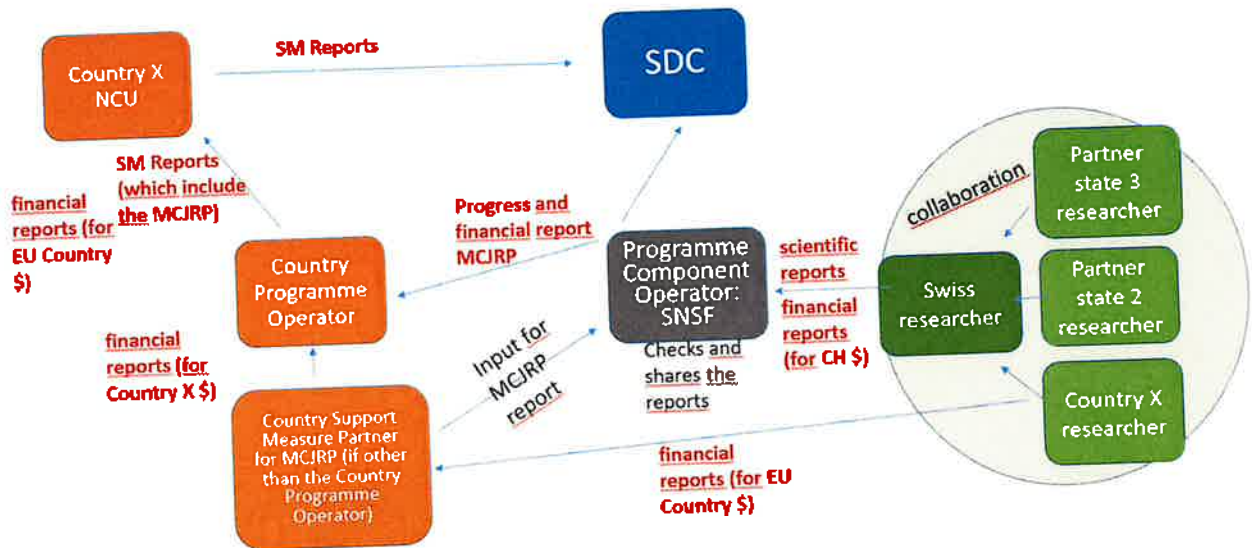 SM Reports
Country X
NCU
SDC
SM Reports
(which include
the MCJRP)
financial
reports (for
EU Country
$)
Country
Programme
Operator
Progress and
financial report
MCJRP
Programme
Component
Operator:
SNSF
Checks and
shares the
reports
scientific
reports
financial
reports
(for CH $)
Swiss
researcher
collaboration
Partner
state 3
researcher
Partner
state 2
researcher
Country X
researcher
financial
reports (for
Country X $)
Input for
MCJRP
report
Country Support
Measure Partner
for MCJRP (if other
than the Country
Programme
Operator)
financial
reports (for EU
Country $)